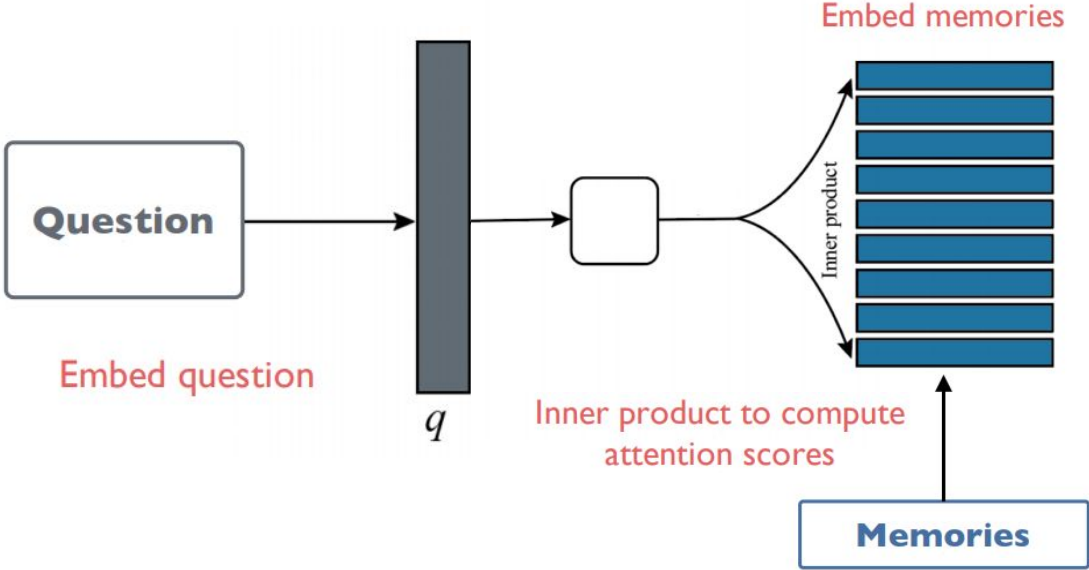 Embed memories
Question
Inner product
Embed question
q
Inner product to compute
attention scores
Memories